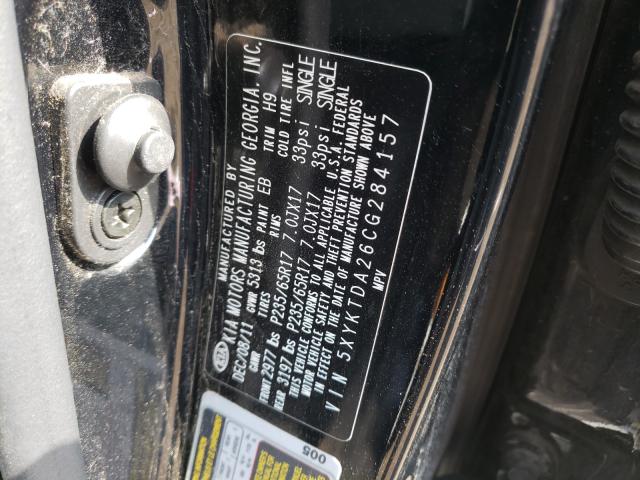 MANUFACTURED BY
KIA KIA MOTORS MANUFACTURING GEORGIA, INC.
DEC/08/11 GVWR 5313 lbs PAINT EB TRIM H9
GAWR TIRES RIMS COLD TIRE INFL
FRONT 2977 lbs P235/65R17 7.0JX17 33psi SINGLE
REAR 3197 lbs P235/65R17 7.0JX17 33psi SINGLE
THIS VEHICLE CONFORMS TO ALL APPLICABLE U.S.A. FEDERAL
MOTOR VEHICLE SAFETY AND THEFT PREVENTION STANDARDS
IN EFFECT ON THE DATE OF MANUFACTURE SHOWN ABOVE
VIN 5XYKTDA26CG284157
MPV
005